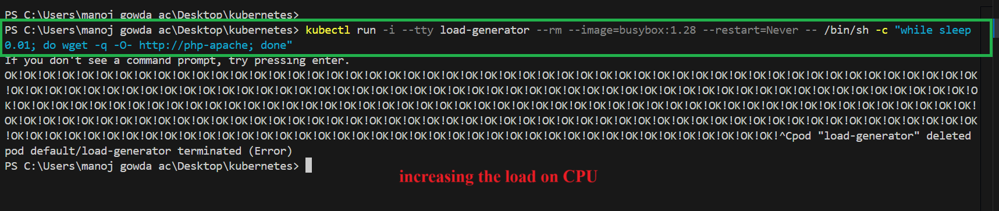 PS C:\Users\manoj gowda ac\Desktop\kubernetes>
PS C:\Users\manoj gowda ac\Desktop\kubernetes> kubectl run -i --tty load-generator --rm --image=busybox:1.28 --restart=Never -- /bin/sh -c "while sleep
0.01; do wget -q -O- http://php-apache; done"
If you don't see a command prompt, try pressing enter.
OK!OK!OK!OK!OK!OK!OK!OK!OK!OK!OK!OK!OK!OK!OK!OK!OK!OK!OK!OK!OK!OK!OK!OK!OK!OK!OK!OK!OK!OK!OK!OK!OK!OK!OK!OK!OK!OK!OK!OK!OK!OK!OK!OK!OK!OK!OK!OK!OK!OK!OK
!OK!OK!OK!OK!OK!OK!OK!OK!OK!OK!OK!OK!OK!OK!OK!OK!OK!OK!OK!OK!OK!OK!OK!OK!OK!OK!OK!OK!OK!OK!OK!OK!OK!OK!OK!OK!OK!OK!OK!OK!OK!OK!OK!OK!OK!OK!OK!OK!OK!OK!O
K!OK!OK!OK!OK!OK!OK!OK!OK!OK!OK!OK!OK!OK!OK!OK!OK!OK!OK!OK!OK!OK!OK!OK!OK!OK!OK!OK!OK!OK!OK!OK!OK!OK!OK!OK!OK!OK!OK!OK!OK!OK!OK!OK!OK!OK!OK!OK!OK!OK!OK!
OK!OK!OK!OK!OK!OK!OK!OK!OK!OK!OK!OK!OK!OK!OK!OK!OK!OK!OK!OK!OK!OK!OK!OK!OK!OK!OK!OK!OK!OK!OK!OK!OK!OK!OK!OK!OK!OK!OK!OK!OK!OK!OK!OK!OK!OK!OK!OK!OK!OK!OK
!OK!OK!OK!OK!OK!OK!OK!OK!OK!OK!OK!OK!OK!OK!OK!OK!OK!OK!OK!OK!OK!OK!OK!OK!OK!OK!OK!OK!OK!OK!OK!OK!OK!OK!OK!OK!OK!OK!OK!OK!^Cpod "load-generator" deleted
pod default/load-generator terminated (Error)
PS C:\Users\manoj gowda ac\Desktop\kubernetes>
increasing the load on CPU